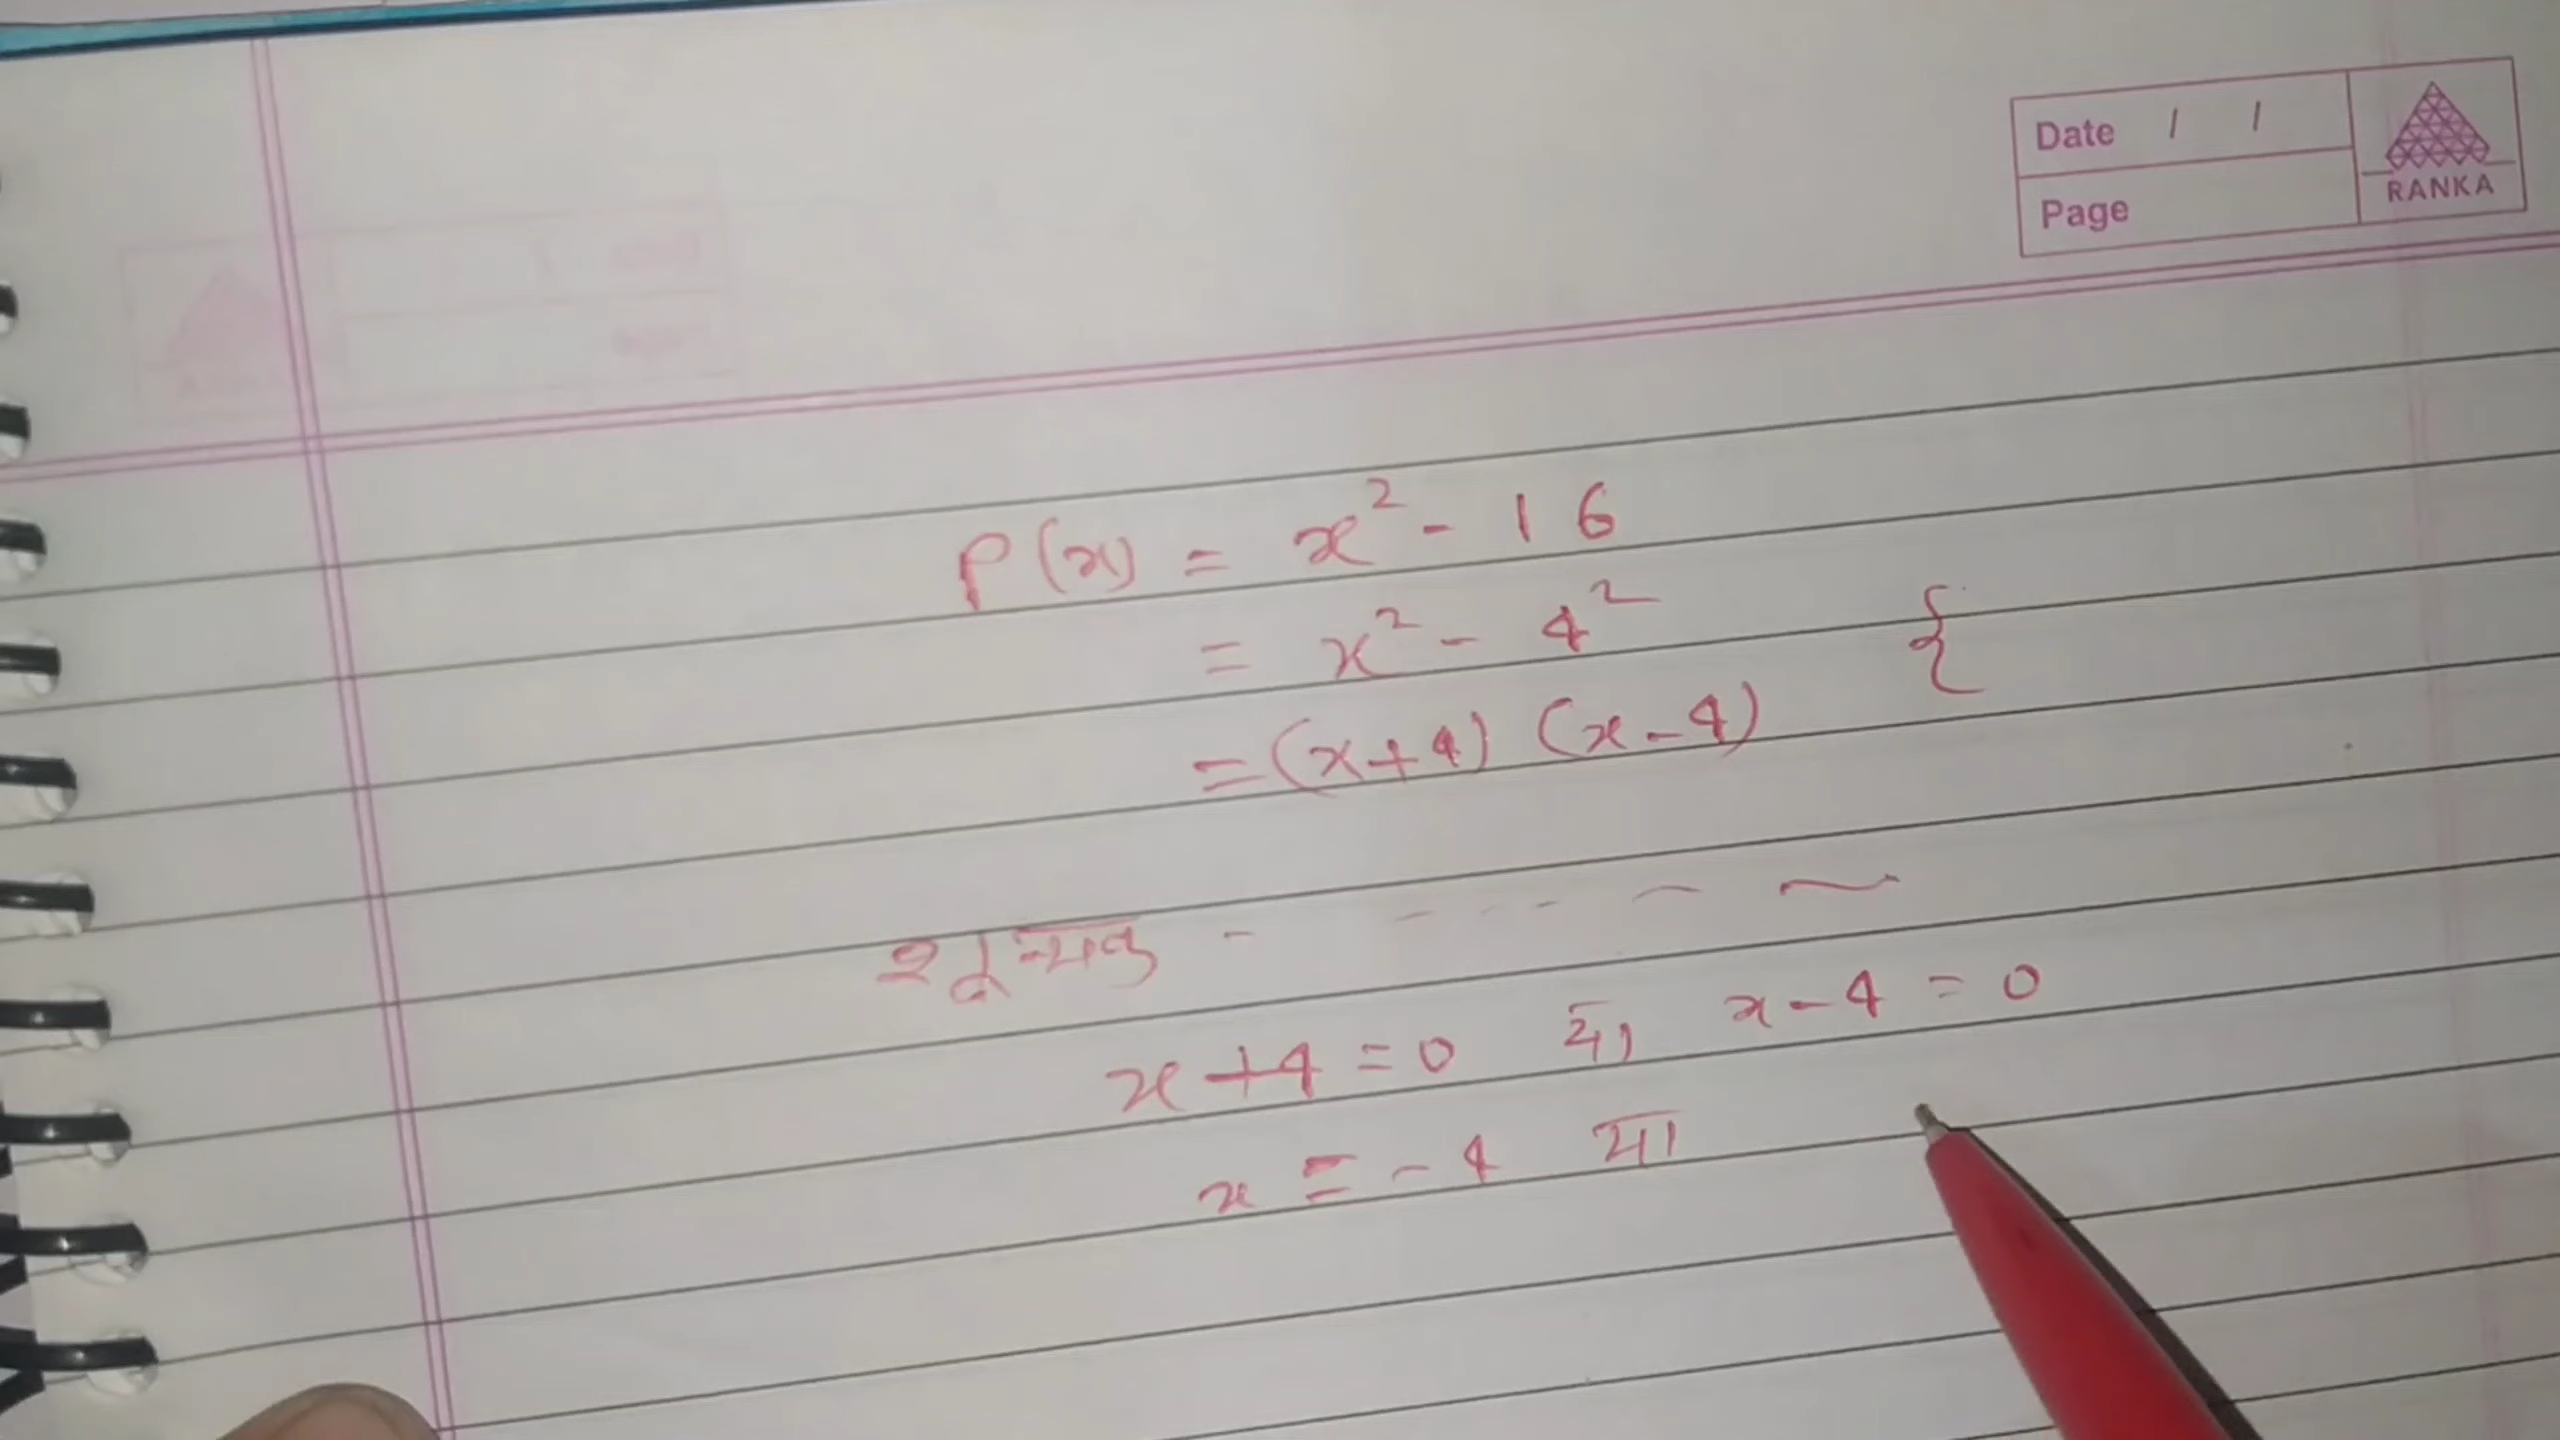 Date / /
Page
RANKA
P(x) = x² - 16
= x² - 4² {
= (x+4) (x-4)
शून्यक - - - - - ~
x+4=0 या x-4=0
x = -4 या